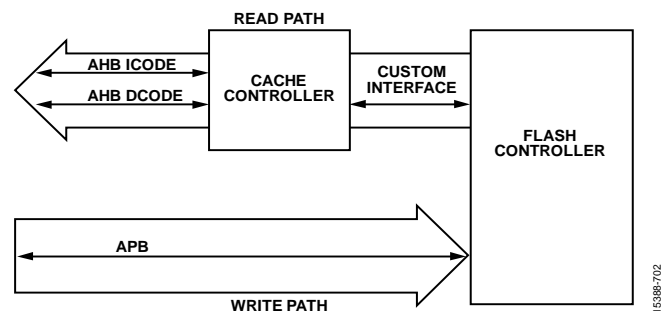 READ PATH
AHB ICODE
AHB DCODE
CACHE
CONTROLLER
CUSTOM
INTERFACE
FLASH
CONTROLLER
APB
WRITE PATH
15388-702